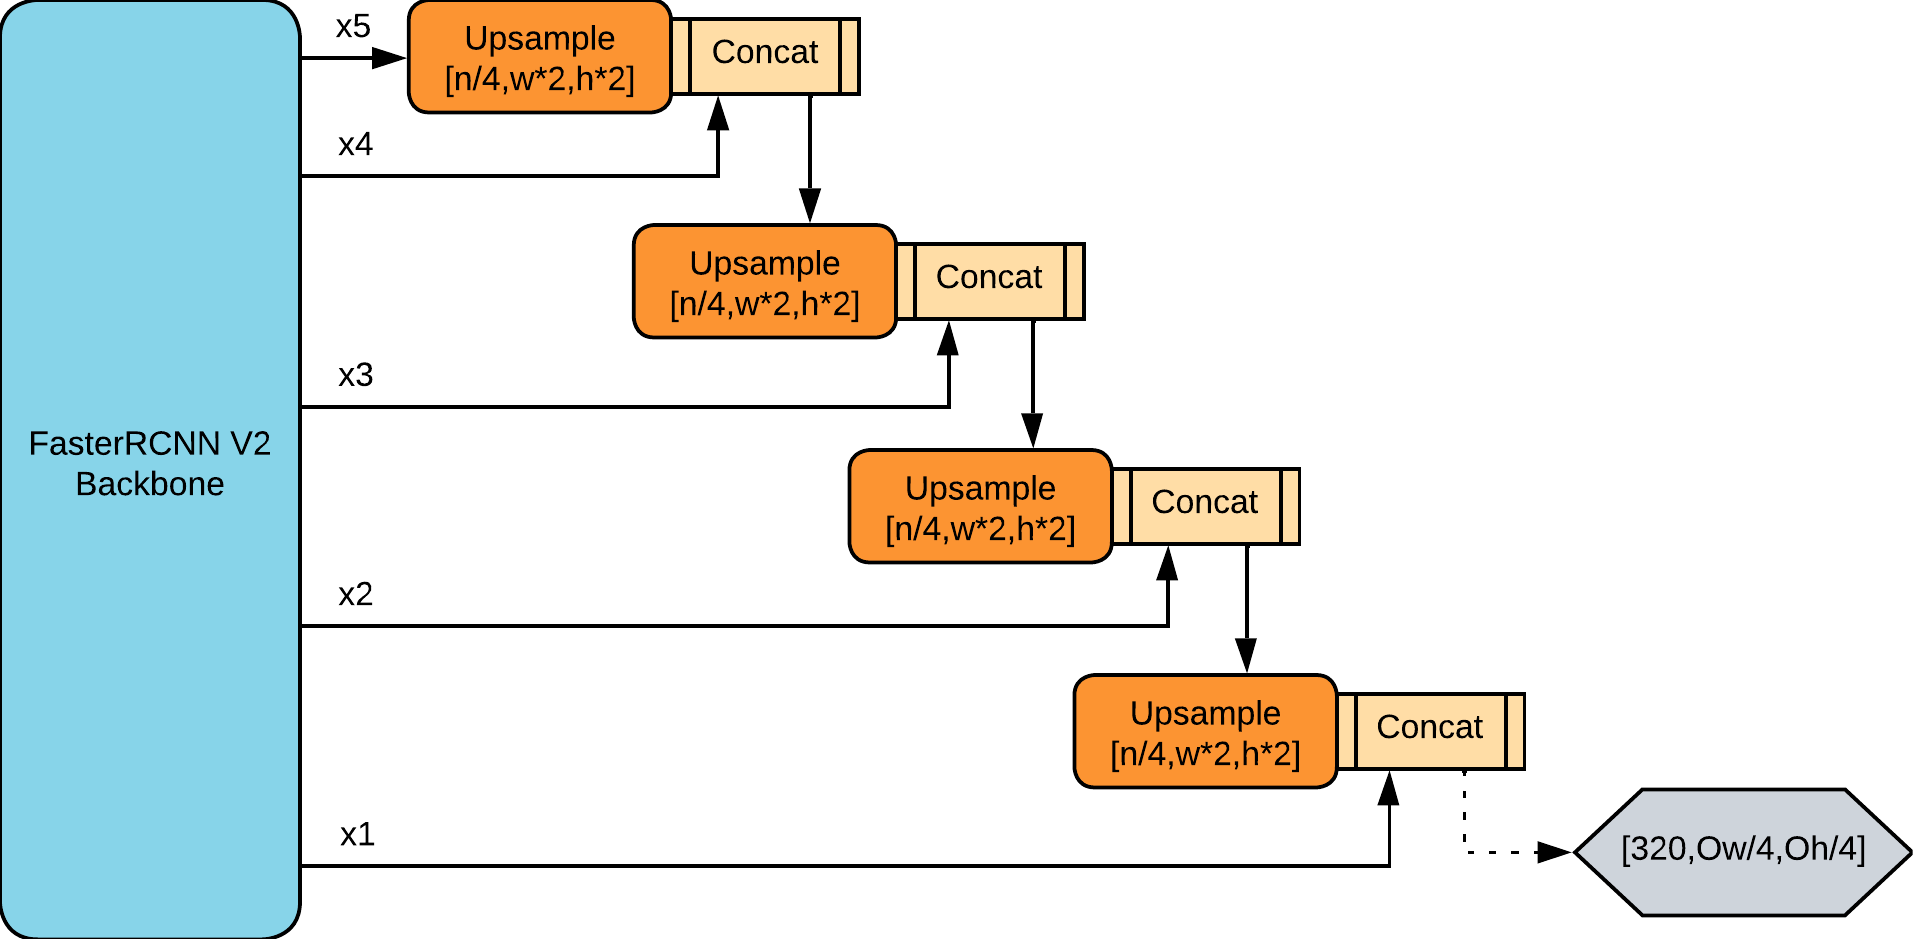 x5
Upsample
[n/4,w*2,h*2]
Concat
x4
Upsample
[n/4,w*2,h*2]
Concat
x3
FasterRCNN V2
Backbone
Upsample
[n/4,w*2,h*2]
Concat
x2
Upsample
[n/4,w*2,h*2]
Concat
x1
[320,Ow/4,Oh/4]